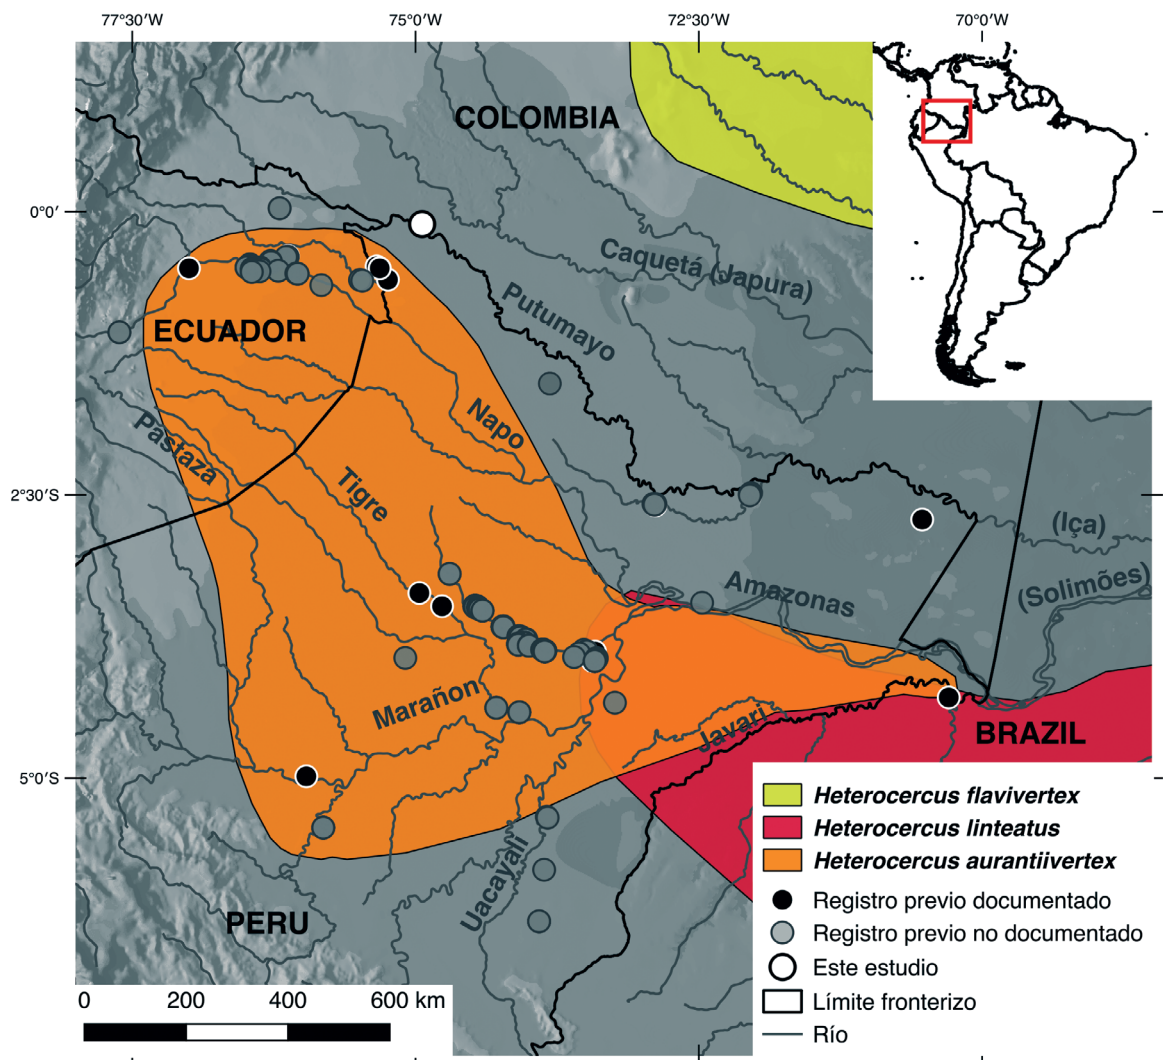 77°30′W 75°0′W 72°30′W 70°0′W
COLOMBIA
0°0′
Caquetá (Japura)
Putumayo
ECUADOR
Napo
Pastaza
Tigre
2°30′S
(Iça)
Amazonas
(Solimões)
Marañon
Javari
BRAZIL
5°0′S
Uacayali
PERU
Heterocercus flavivertex
Heterocercus linteatus
Heterocercus aurantiivertex
Registro previo documentado
Registro previo no documentado
Este estudio
Límite fronterizo
Río
0 200 400 600 km